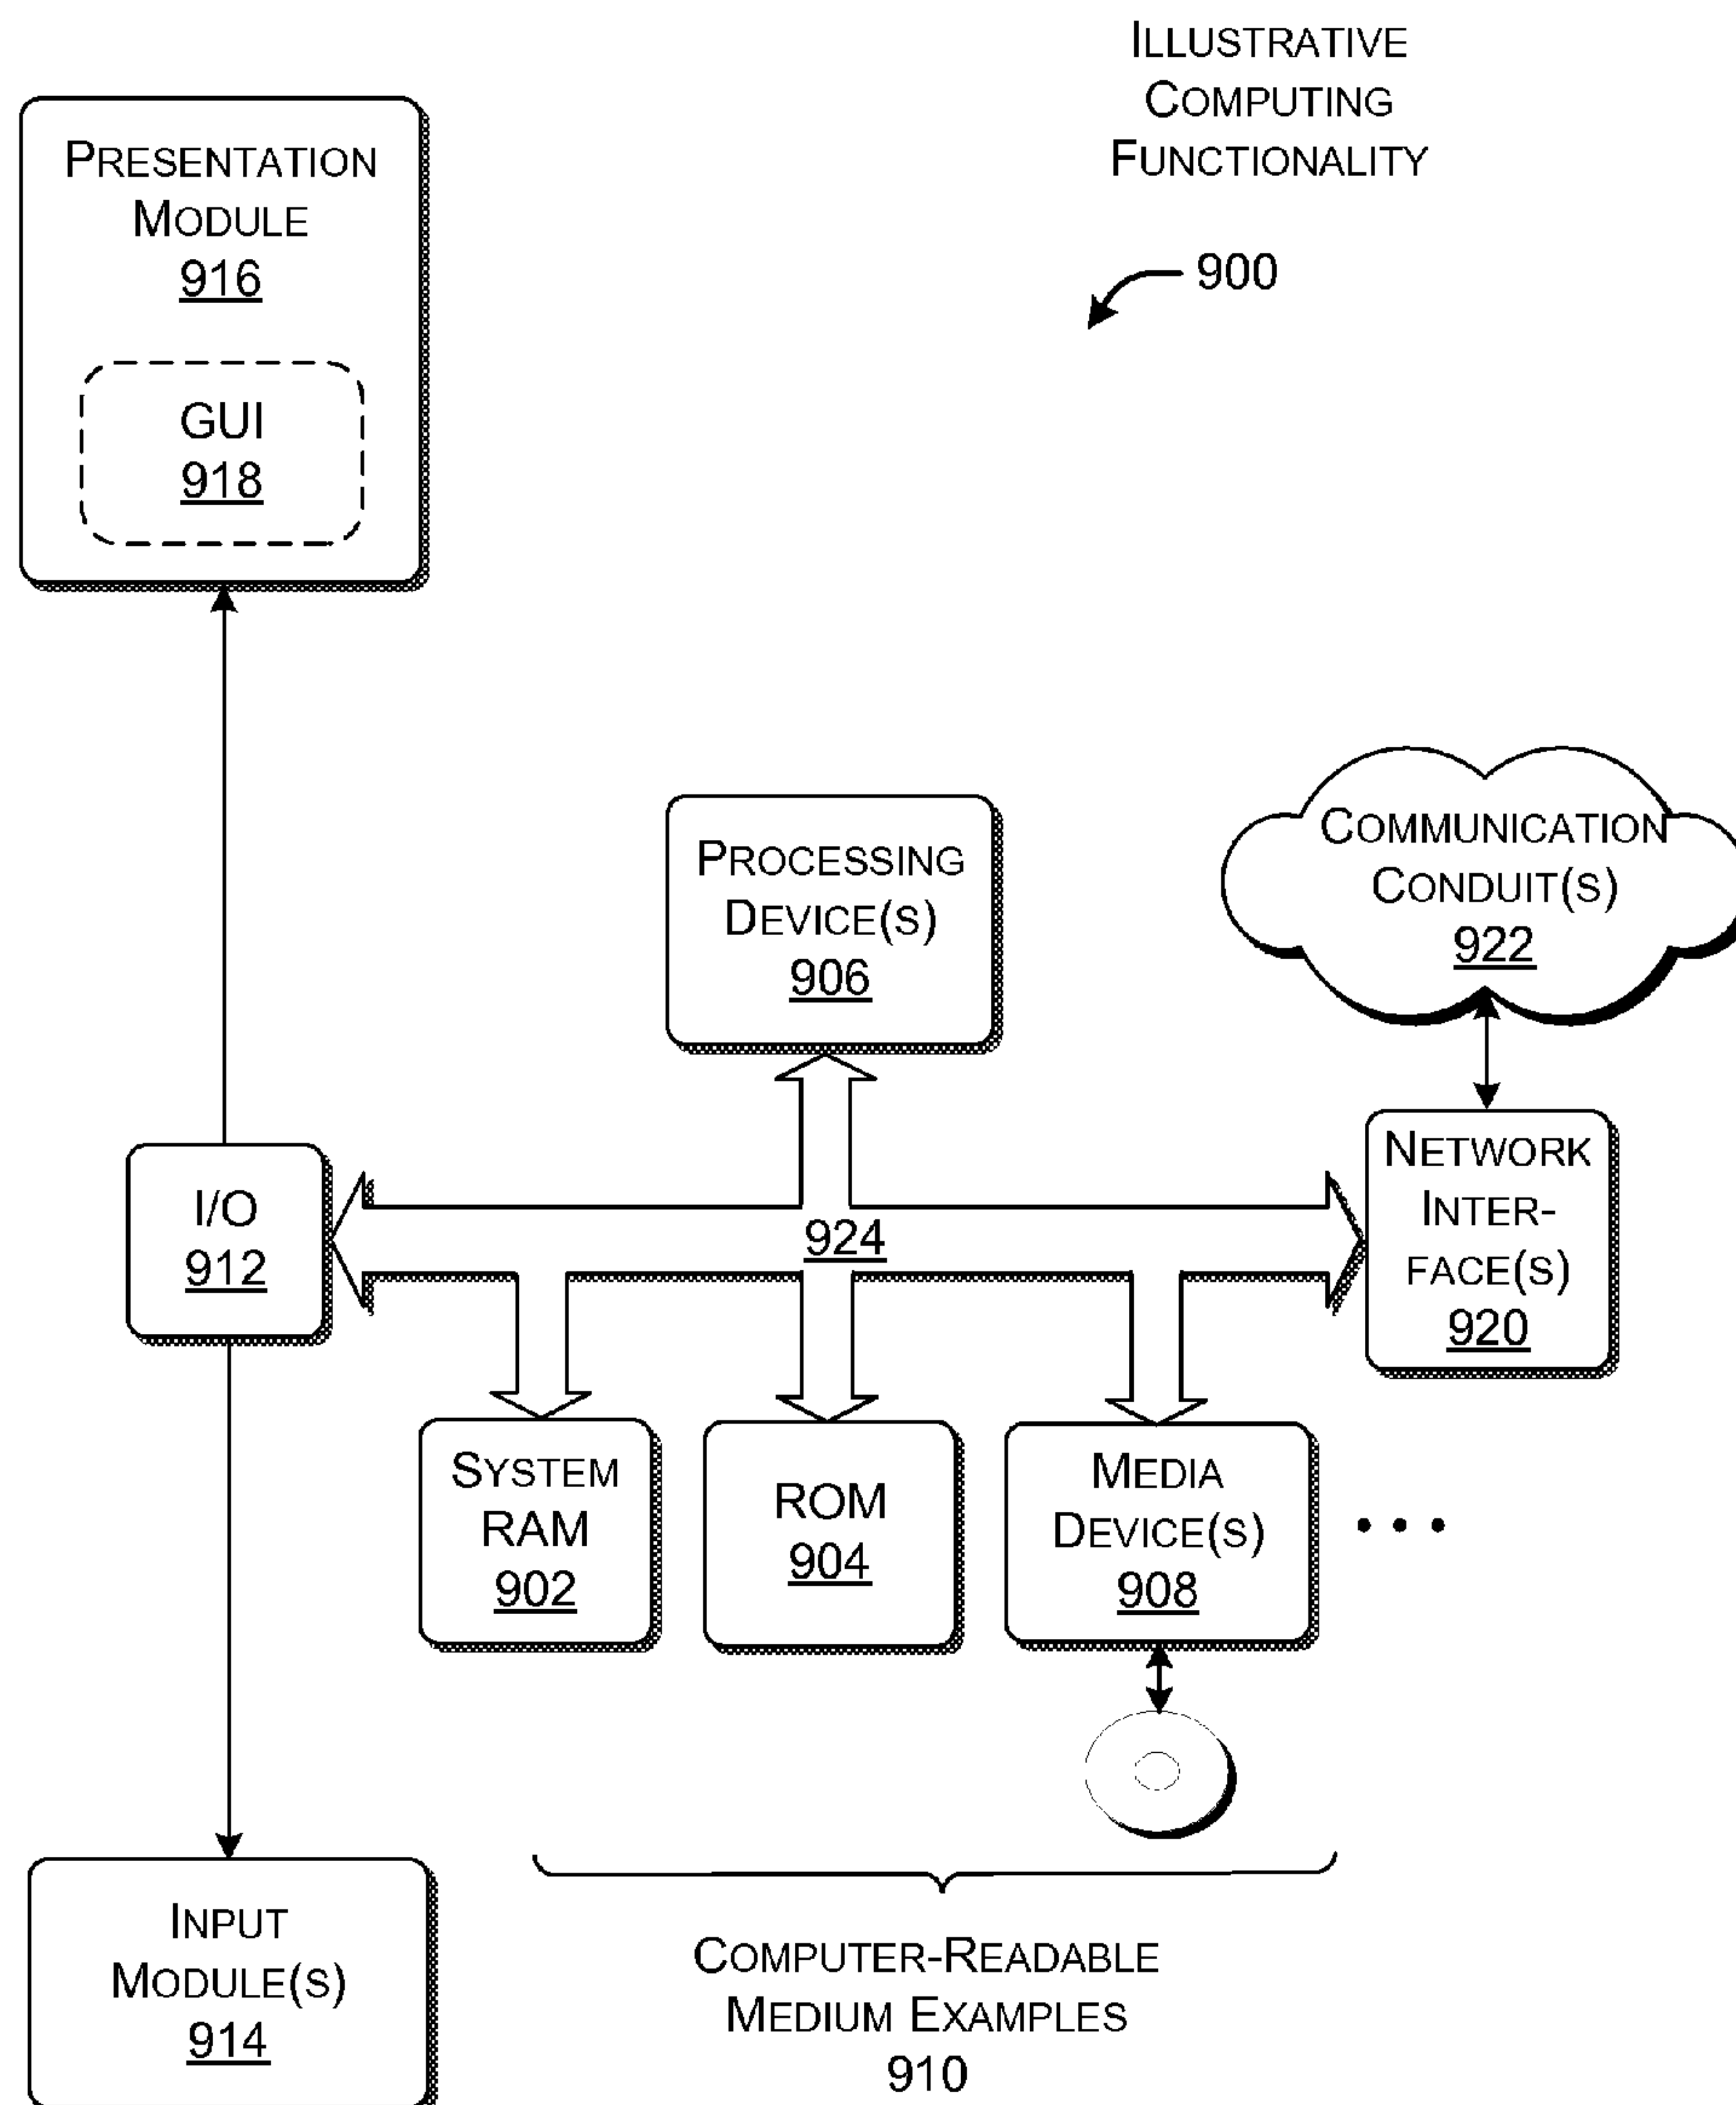 ILLUSTRATIVE
COMPUTING
FUNCTIONALITY
900
PRESENTATION
MODULE
916
GUI
918
PROCESSING
DEVICE(S)
906
COMMUNICATION
CONDUIT(S)
922
I/O
912
924
NETWORK
INTER-
FACE(S)
920
SYSTEM
RAM
902
ROM
904
MEDIA
DEVICE(S)
908
• • •
INPUT
MODULE(S)
914
COMPUTER-READABLE
MEDIUM EXAMPLES
910